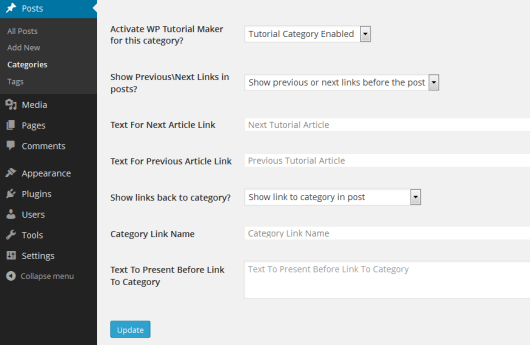 Posts
All Posts
Add New
Categories
Tags
Media
Pages
Comments
Appearance
Plugins
Users
Tools
Settings
Collapse menu
Activate WP Tutorial Maker
for this category?
Tutorial Category Enabled
Show Previous\Next Links in
posts?
Show previous or next links before the post
Text For Next Article Link
Next Tutorial Article
Text For Previous Article Link
Previous Tutorial Article
Show links back to category?
Show link to category in post
Category Link Name
Category Link Name
Text To Present Before Link
To Category
Text To Present Before Link To Category
Update